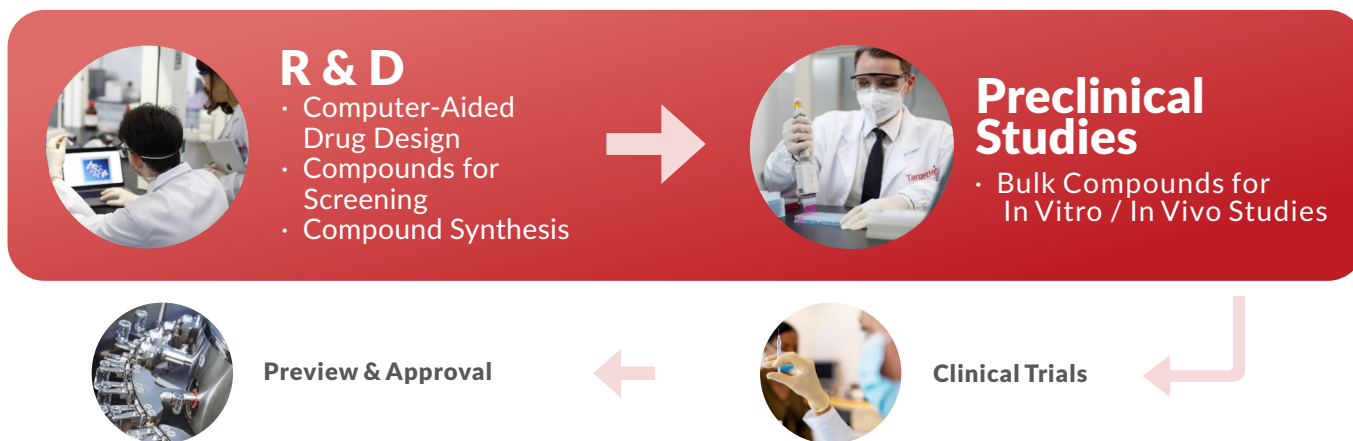 R & D
· Computer-Aided
Drug Design
· Compounds for
Screening
· Compound Synthesis
Preclinical
Studies
· Bulk Compounds for
In Vitro / In Vivo Studies
Preview & Approval
Clinical Trials